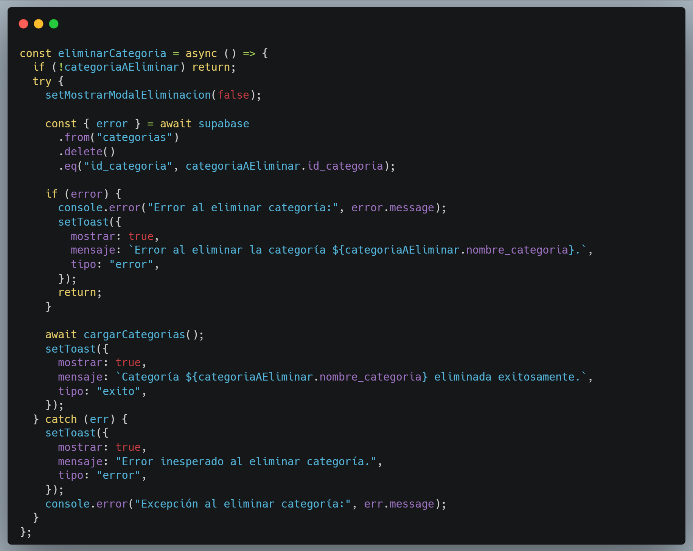 const eliminarCategoria = async () => {
  if (!categoriaAEliminar) return;
  try {
    setMostrarModalEliminacion(false);

    const { error } = await supabase
      .from("categorias")
      .delete()
      .eq("id_categoria", categoriaAEliminar.id_categoria);

    if (error) {
      console.error("Error al eliminar categoría:", error.message);
      setToast({
        mostrar: true,
        mensaje: `Error al eliminar la categoría ${categoriaAEliminar.nombre_categoria}.`,
        tipo: "error",
      });
      return;
    }

    await cargarCategorias();
    setToast({
      mostrar: true,
      mensaje: `Categoría ${categoriaAEliminar.nombre_categoria} eliminada exitosamente.`,
      tipo: "exito",
    });
  } catch (err) {
    setToast({
      mostrar: true,
      mensaje: "Error inesperado al eliminar categoría.",
      tipo: "error",
    });
    console.error("Excepción al eliminar categoría:", err.message);
  }
};